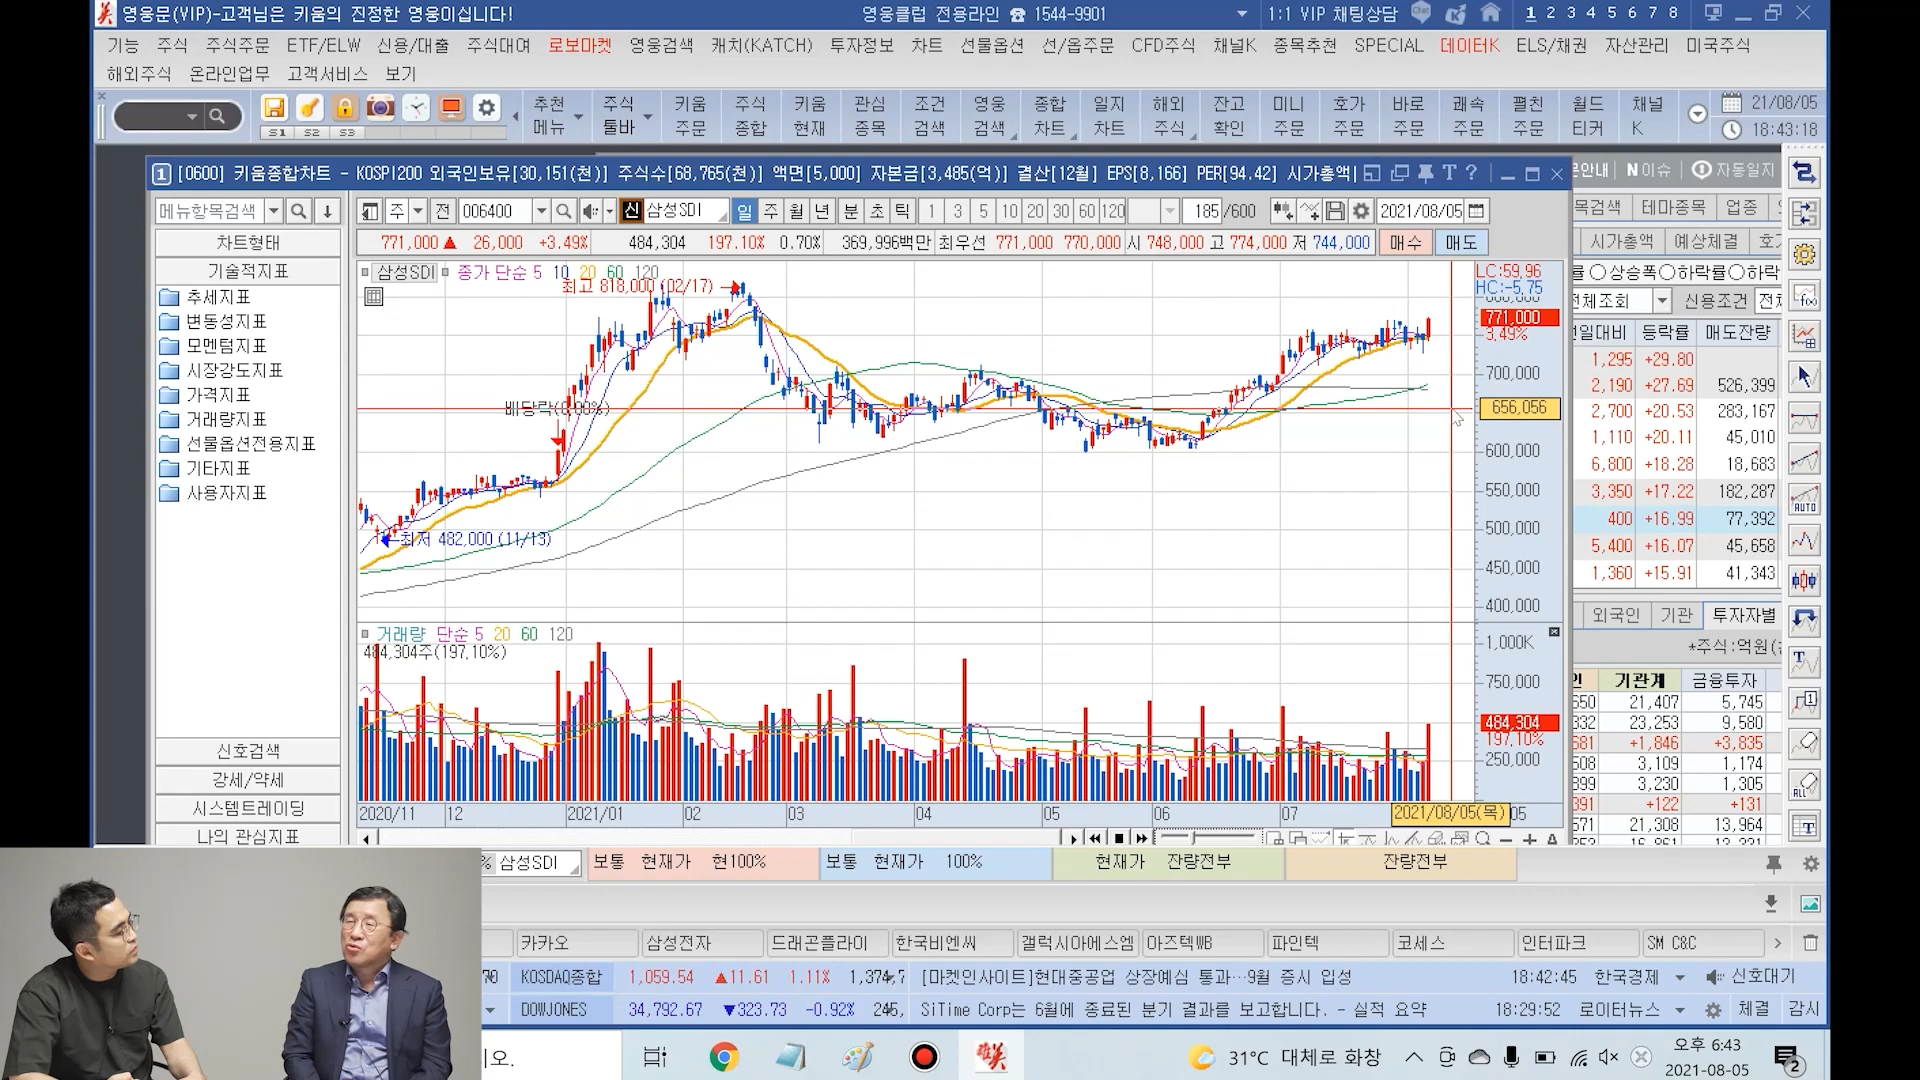 영웅문(VIP)-고객님은 키움의 진정한 영웅이십니다!
영웅클럽 전용라인 ☎ 1544-9901
1:1 VIP 채팅상담
1 2 3 4 5 6 7 8
기능 주식 주식주문 ETF/ELW 신용/대출 주식대여 로보마켓 영웅검색 캐치(KATCH) 투자정보 차트 선물옵션 선/옵주문 CFD주식 채널K 종목추천 SPECIAL 데이터K ELS/채권 자산관리 미국주식
해외주식 온라인업무 고객서비스 보기
추천 주식 키움 주식 키움 관심 조건 영웅 종합 일지 해외 잔고 미니 호가 바로 쾌속 펼친 월드 채널 21/08/05
S1 S2 S3 메뉴 툴바 주문 종합 현재 종목 검색 검색 차트 차트 주식 확인 주문 주문 주문 주문 주문 티커 K 18:43:18
1 [0600] 키움종합차트 - KOSPI200 외국인보유[30,151(천)] 주식수[68,765(천)] 액면[5,000] 자본금[3,485(억)] 결산[12월] EPS[8,166] PER[94.42] 시가총액
N이슈 자동일지
메뉴항목검색 주 전 006400 신 삼성SDI 일 주 월 년 분 초 틱 1 3 5 10 20 30 60 120 185 /600 2021/08/05
테마종목 업종
차트형태
771,000 ▲ 26,000 +3.49% 484,304 197.10% 0.70% 369,996백만 최우선 771,000 770,000 시 748,000 고 774,000 저 744,000 매수 매도
시가총액 예상체결
기술적지표
삼성SDI 종가 단순 5 10 20 60 120
최고 818,000 (02/17)
LC:59,96
HC:-5,75
상승폭 하락률 하락
추세지표
변동성지표
모멘텀지표
시장강도지표
가격지표
거래량지표
선물옵션전용지표
기타지표
사용자지표
771,000
3,49%
700,000
656,056
600,000
550,000
500,000
450,000
400,000
배당락(0,00%)
최저 482,000 (11/13)
신용조건
등락률 매도잔량
1,295 +29.80
2,190 +27.69 526,399
2,700 +20.53 283,167
1,110 +20.11 45,010
6,800 +18.28 18,683
3,350 +17.22 182,287
400 +16.99 77,392
5,400 +16.07 45,658
1,360 +15.91 41,343
외국인 기관 투자자별
*주식:억원
기관계 금융투자
21,407 5,745
23,253 9,580
+1,846 +3,835
3,109 1,174
3,230 1,305
+122 +131
21,308 13,964
AUTO
ALL
거래량 단순 5 20 60 120
484,304주(197,10%)
1,000K
750,000
484,304
197,10%
250,000
신호검색
강세/약세
시스템트레이딩
나의 관심지표
2020/11 12 2021/01 02 03 04 05 06 07 2021/08/05(목) 05
% 삼성SDI 보통 현재가 현100% 보통 현재가 100% 현재가 잔량전부 잔량전부
카카오 삼성전자 드래곤플라이 한국비엔씨 갤럭시아에스엠 아즈텍WB 파인텍 코세스 인터파크 SM C&C
KOSDAQ종합 1,059.54 ▲11.61 1.11% 1,374,7 [마켓인사이트]현대중공업 상장예심 통과…9월 증시 입성 18:42:45 한국경제 신호대기
DOWJONES 34,792.67 ▼323.73 -0.92% SiTime Corp는 6월에 종료된 분기 결과를 보고합니다. - 실적 요약 18:29:52 로이터뉴스 체결 감시
31°C 대체로 화창
오후 6:43
2021-08-05
2